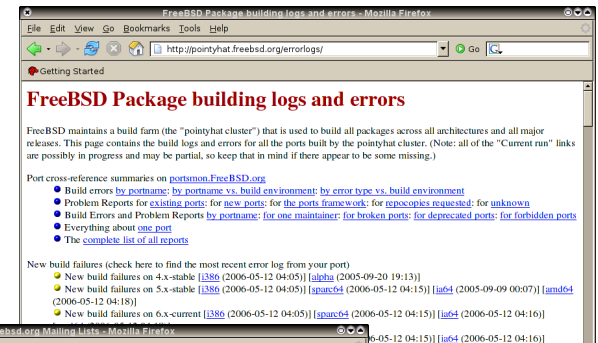 FreeBSD Package building logs and errors - Mozilla Firefox
File Edit View Go Bookmarks Tools Help
http://pointyhat.freebsd.org/errorlogs/ Go G
Getting Started
FreeBSD Package building logs and errors
FreeBSD maintains a build farm (the "pointyhat cluster") that is used to build all packages across all architectures and all major
releases. This page contains the build logs and errors for all the ports built by the pointyhat cluster. (Note: all of the "Current run" links
are possibly in progress and may be partial, so keep that in mind if there appear to be some missing.)
Port cross-reference summaries on portsmon.FreeBSD.org
Build errors by portname; by portname vs. build environment; by error type vs. build environment
Problem Reports for existing ports; for new ports; for the ports framework; for repocopies requested; for unknown
Build Errors and Problem Reports by portname; for one maintainer; for broken ports; for deprecated ports; for forbidden ports
Everything about one port
The complete list of all reports
New build failures (check here to find the most recent error log from your port)
New build failures on 4.x-stable [i386 (2006-05-12 04:05)] [alpha (2005-09-20 19:13)]
New build failures on 5.x-stable [i386 (2006-05-12 04:05)] [sparc64 (2006-05-12 04:15)] [ia64 (2005-09-09 00:07)] [amd64
(2006-05-12 04:18)]
New build failures on 6.x-current [i386 (2006-05-12 04:05)] [sparc64 (2006-05-12 04:15)] [ia64 (2006-05-12 04:16)]
ebsd.org Mailing Lists - Mozilla Firefox
6-05-12 04:15)] [ia64 (2006-05-12 04:16)]